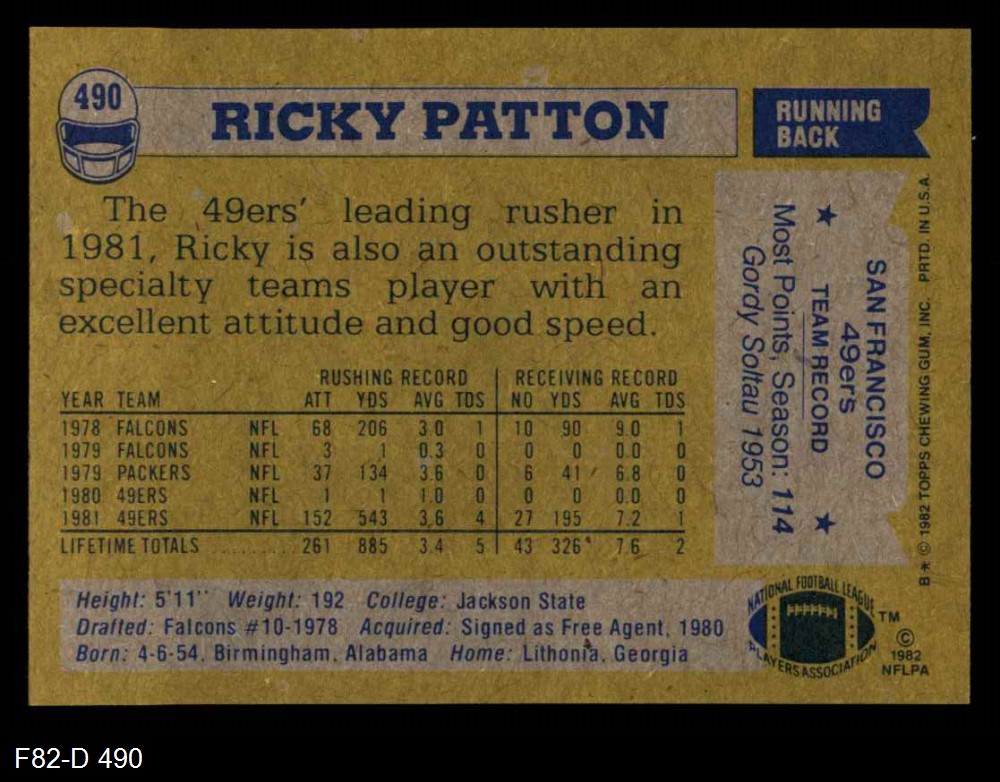 490
RICKY PATTON
RUNNING
BACK
The 49ers' leading rusher in
1981, Ricky is also an outstanding
specialty teams player with an
excellent attitude and good speed.
RUSHING RECORD RECEIVING RECORD
YEAR TEAM ATT YDS AVG TDS NO YDS AVG TDS
1978 FALCONS NFL 68 206 3.0 1 10 90 9.0 1
1979 FALCONS NFL 3 1 0.3 0 0 0 0.0 0
1979 PACKERS NFL 37 134 3.6 0 6 41 6.8 0
1980 49ERS NFL 1 1 1.0 0 0 0 0.0 0
1981 49ERS NFL 152 543 3.6 4 27 195 7.2 1
LIFETIME TOTALS .......... 261 885 3.4 5 43 326 7.6 2
Height: 5'11" Weight: 192 College: Jackson State
Drafted: Falcons #10-1978 Acquired: Signed as Free Agent, 1980
Born: 4-6-54, Birmingham, Alabama Home: Lithonia, Georgia
SAN FRANCISCO
49ers
★ TEAM RECORD ★
Most Points, Season: 114
Gordy Soltau 1953
B* © 1982 TOPPS CHEWING GUM, INC. PRTD. IN U.S.A.
NATIONAL FOOTBALL LEAGUE
PLAYERS ASSOCIATION
TM
©
1982
NFLPA
F82-D 490